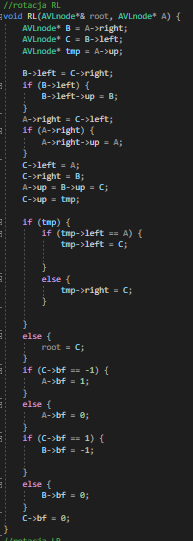 //rotacja RL
void RL(AVLnode*& root, AVLnode* A) {
AVLnode* B = A->right;
AVLnode* C = B->left;
AVLnode* tmp = A->up;
B->left = C->right;
if (B->left) {
B->left->up = B;
}
A->right = C->left;
if (A->right) {
A->right->up = A;
}
C->left = A;
C->right = B;
A->up = B->up = C;
C->up = tmp;
if (tmp) {
if (tmp->left == A) {
tmp->left = C;
}
else {
tmp->right = C;
}
}
else {
root = C;
}
if (C->bf == -1) {
A->bf = 1;
}
else {
A->bf = 0;
}
if (C->bf == 1) {
B->bf = -1;
}
else {
B->bf = 0;
}
C->bf = 0;
}
//rotacja LR